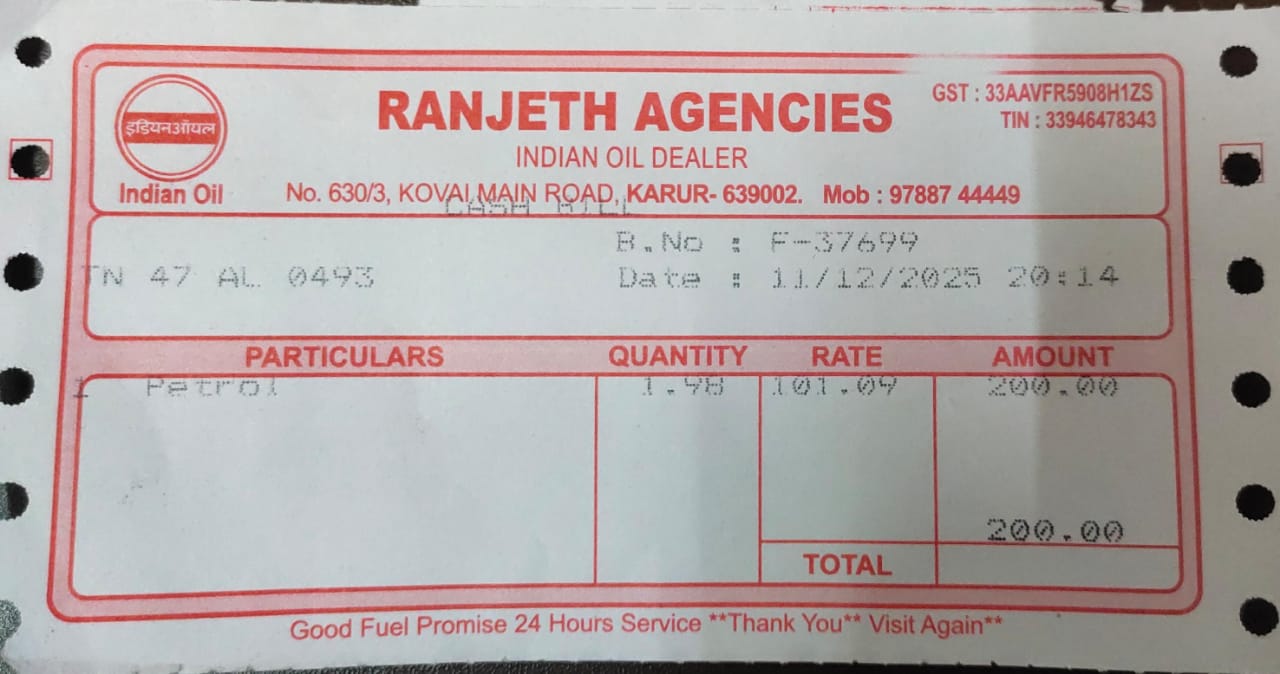 GST : 33AAVFR5908H1ZS
TIN : 33946478343
इंडियनऑयल
Indian Oil
RANJETH AGENCIES
INDIAN OIL DEALER
No. 630/3, KOVAI MAIN ROAD, KARUR- 639002. Mob : 97887 44449
CASH BILL
B.No : F-37699
TN 47 AL 0493 Date : 11/12/2025 20:14
PARTICULARS QUANTITY RATE AMOUNT
1 Petrol 1.98 101.09 200.00
200.00
TOTAL
Good Fuel Promise 24 Hours Service **Thank You** Visit Again**